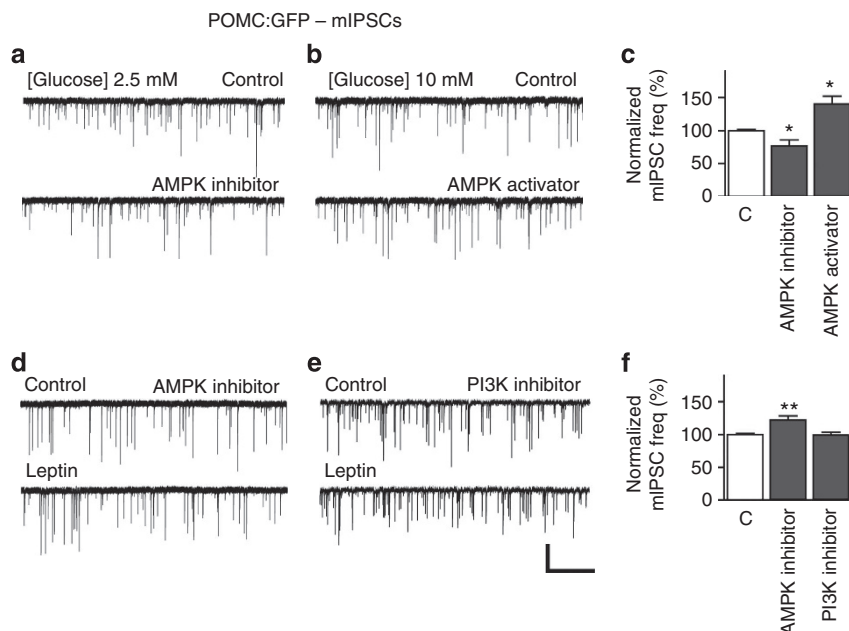 POMC:GFP – mIPSCs
a
[Glucose] 2.5 mM Control
AMPK inhibitor
b
[Glucose] 10 mM Control
AMPK activator
c
Normalized
mIPSC freq (%)
150
100
50
0
*
*
C
AMPK inhibitor
AMPK activator
d
Control AMPK inhibitor
Leptin
e
Control PI3K inhibitor
Leptin
f
Normalized
mIPSC freq (%)
150
100
50
0
**
C
AMPK inhibitor
PI3K inhibitor